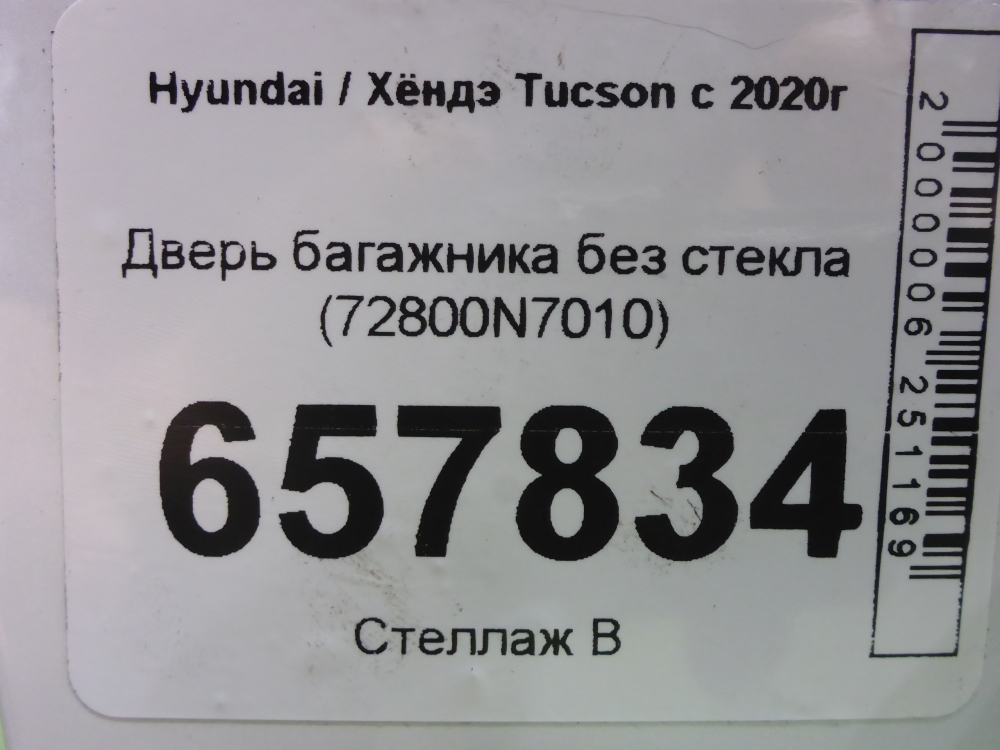 Hyundai / Хёндэ Tucson с 2020г
Дверь багажника без стекла
(72800N7010)
657834
Стеллаж В
2000006251169